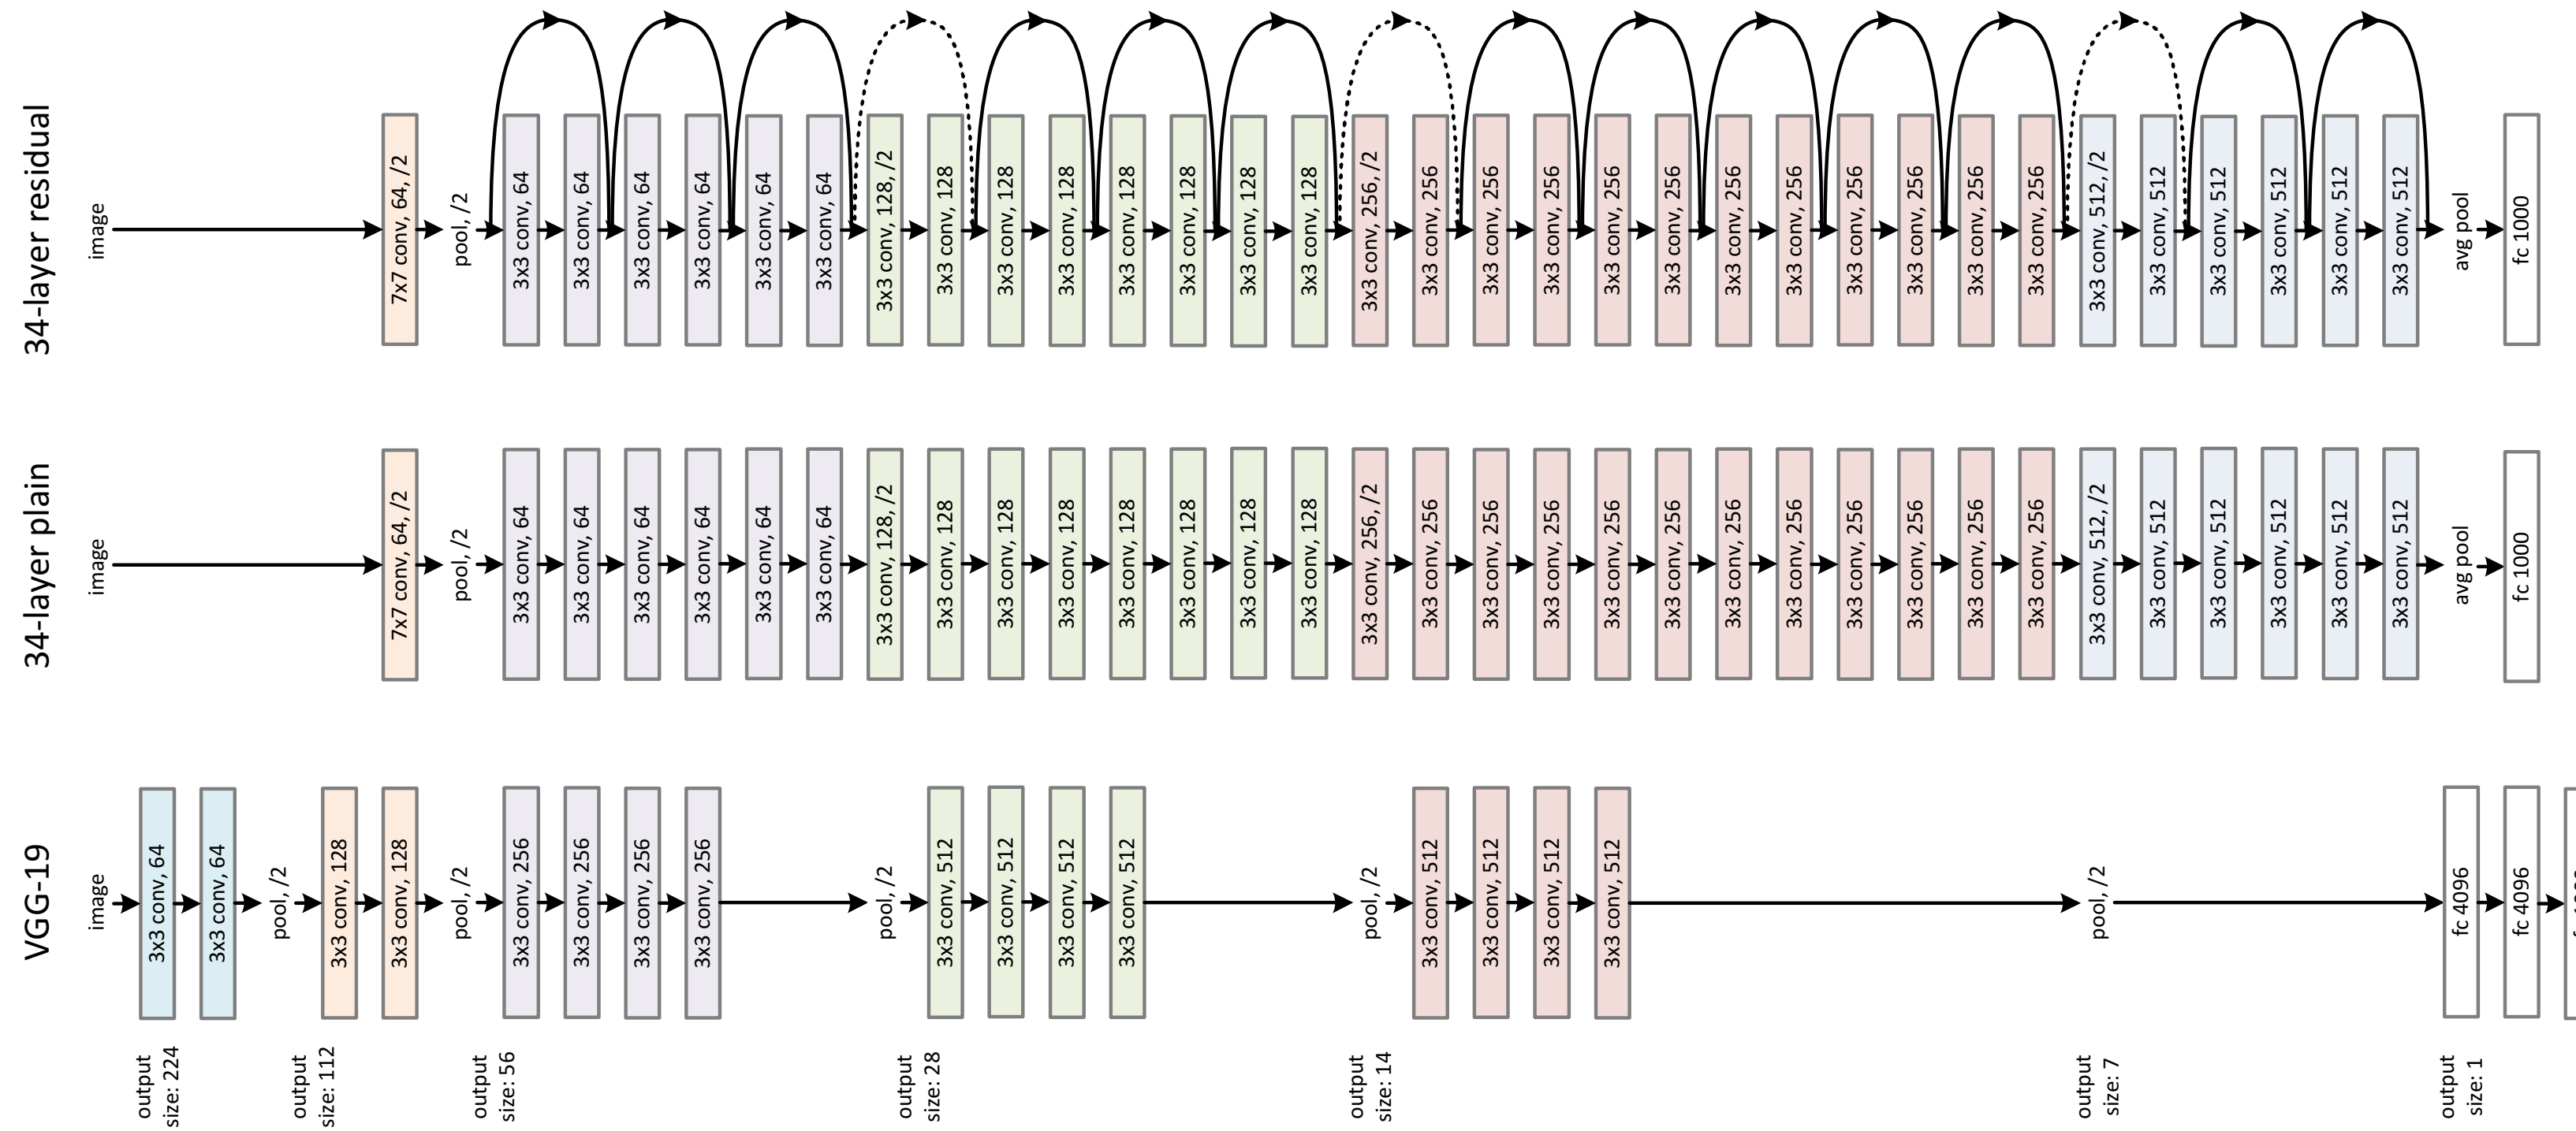 output
size: 224
output
size: 112
output
size: 56
output
size: 28
output
size: 14
output
size: 7
output
size: 1
VGG-19
image
3x3 conv, 64
3x3 conv, 64
pool, /2
3x3 conv, 128
3x3 conv, 128
pool, /2
3x3 conv, 256
3x3 conv, 256
3x3 conv, 256
3x3 conv, 256
pool, /2
3x3 conv, 512
3x3 conv, 512
3x3 conv, 512
3x3 conv, 512
pool, /2
3x3 conv, 512
3x3 conv, 512
3x3 conv, 512
3x3 conv, 512
pool, /2
fc 4096
fc 4096
34-layer plain
image
7x7 conv, 64, /2
pool, /2
3x3 conv, 64
3x3 conv, 64
3x3 conv, 64
3x3 conv, 64
3x3 conv, 64
3x3 conv, 64
3x3 conv, 128, /2
3x3 conv, 128
3x3 conv, 128
3x3 conv, 128
3x3 conv, 128
3x3 conv, 128
3x3 conv, 128
3x3 conv, 128
3x3 conv, 256, /2
3x3 conv, 256
3x3 conv, 256
3x3 conv, 256
3x3 conv, 256
3x3 conv, 256
3x3 conv, 256
3x3 conv, 256
3x3 conv, 256
3x3 conv, 256
3x3 conv, 256
3x3 conv, 256
3x3 conv, 512, /2
3x3 conv, 512
3x3 conv, 512
3x3 conv, 512
3x3 conv, 512
3x3 conv, 512
avg pool
fc 1000
34-layer residual
image
7x7 conv, 64, /2
pool, /2
3x3 conv, 64
3x3 conv, 64
3x3 conv, 64
3x3 conv, 64
3x3 conv, 64
3x3 conv, 64
3x3 conv, 128, /2
3x3 conv, 128
3x3 conv, 128
3x3 conv, 128
3x3 conv, 128
3x3 conv, 128
3x3 conv, 128
3x3 conv, 128
3x3 conv, 256, /2
3x3 conv, 256
3x3 conv, 256
3x3 conv, 256
3x3 conv, 256
3x3 conv, 256
3x3 conv, 256
3x3 conv, 256
3x3 conv, 256
3x3 conv, 256
3x3 conv, 256
3x3 conv, 256
3x3 conv, 512, /2
3x3 conv, 512
3x3 conv, 512
3x3 conv, 512
3x3 conv, 512
3x3 conv, 512
avg pool
fc 1000